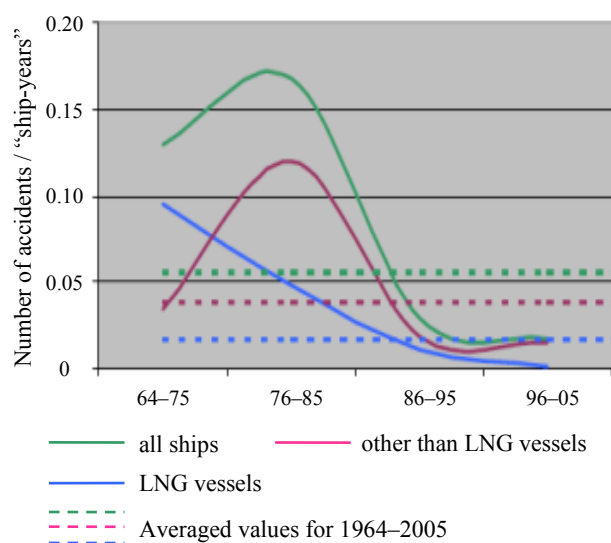 Number of accidents / “ship-years”
0.20
0.15
0.10
0.05
0
64–75
76–85
86–95
96–05
all ships
other than LNG vessels
LNG vessels
Averaged values for 1964–2005